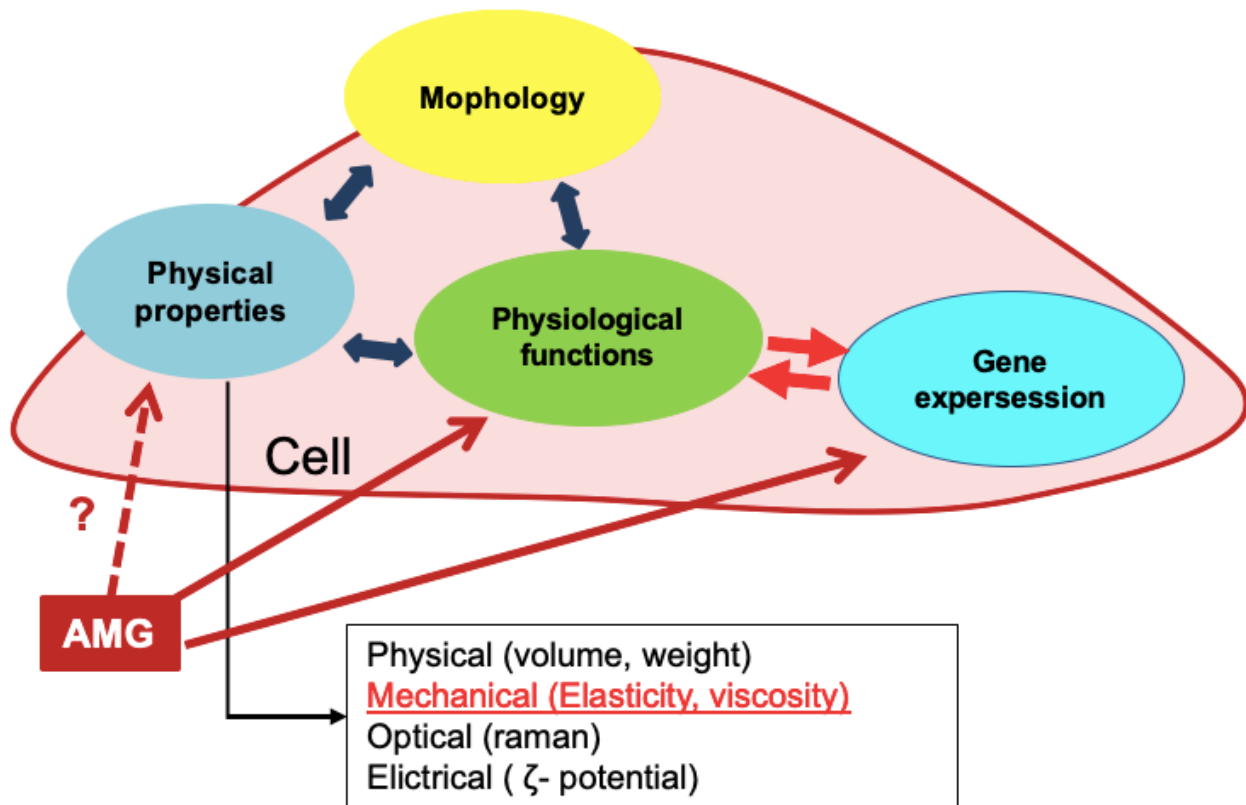 Mophology
Physical
properties
Physiological
functions
Gene
expersession
Cell
?
AMG
Physical (volume, weight)
Mechanical (Elasticity, viscosity)
Optical (raman)
Elictrical ( ζ- potential)